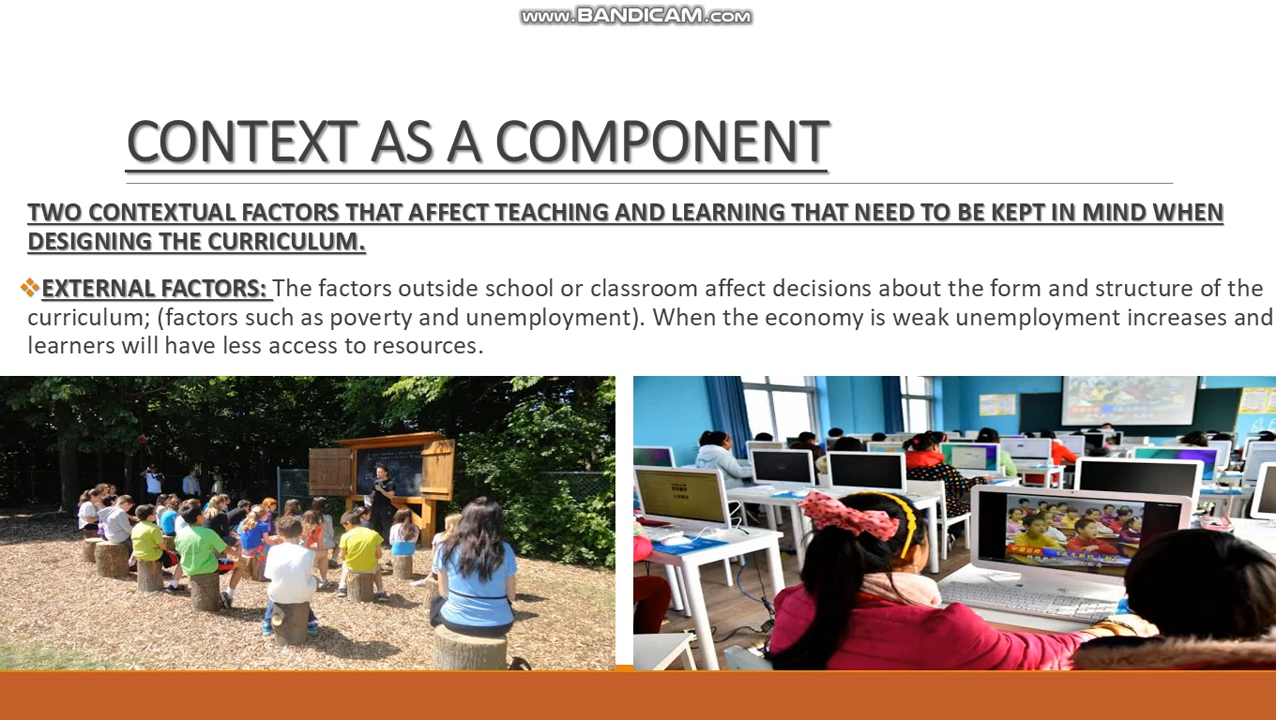 www.BANDICAM.com
CONTEXT AS A COMPONENT
TWO CONTEXTUAL FACTORS THAT AFFECT TEACHING AND LEARNING THAT NEED TO BE KEPT IN MIND WHEN
DESIGNING THE CURRICULUM.
❖EXTERNAL FACTORS: The factors outside school or classroom affect decisions about the form and structure of the
curriculum; (factors such as poverty and unemployment). When the economy is weak unemployment increases and
learners will have less access to resources.